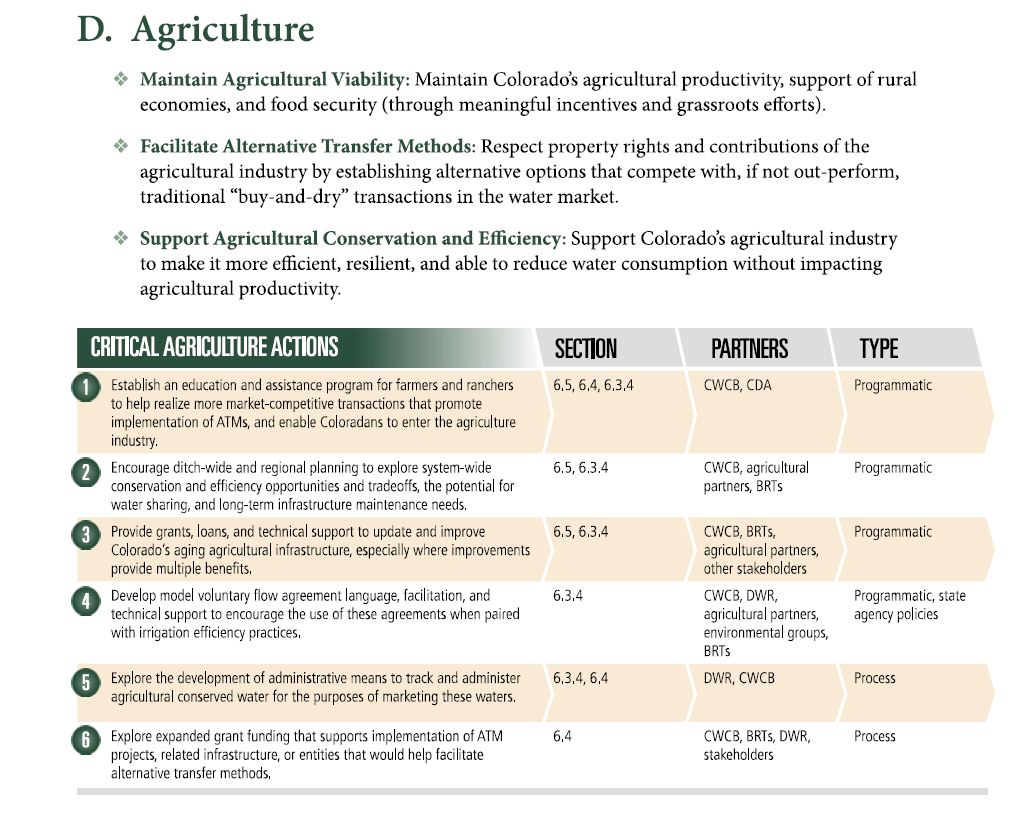 D. Agriculture
❖ Maintain Agricultural Viability: Maintain Colorado's agricultural productivity, support of rural
economies, and food security (through meaningful incentives and grassroots efforts).
❖ Facilitate Alternative Transfer Methods: Respect property rights and contributions of the
agricultural industry by establishing alternative options that compete with, if not out-perform,
traditional “buy-and-dry” transactions in the water market.
❖ Support Agricultural Conservation and Efficiency: Support Colorado's agricultural industry
to make it more efficient, resilient, and able to reduce water consumption without impacting
agricultural productivity.
CRITICAL AGRICULTURE ACTIONS SECTION PARTNERS TYPE
1 Establish an education and assistance program for farmers and ranchers 6.5, 6.4, 6.3.4 CWCB, CDA Programmatic
to help realize more market-competitive transactions that promote
implementation of ATMs, and enable Coloradans to enter the agriculture
industry.
2 Encourage ditch-wide and regional planning to explore system-wide 6.5, 6.3.4 CWCB, agricultural Programmatic
conservation and efficiency opportunities and tradeoffs, the potential for partners, BRTs
water sharing, and long-term infrastructure maintenance needs.
3 Provide grants, loans, and technical support to update and improve 6.5, 6.3.4 CWCB, BRTs, Programmatic
Colorado's aging agricultural infrastructure, especially where improvements agricultural partners,
provide multiple benefits. other stakeholders
4 Develop model voluntary flow agreement language, facilitation, and 6.3.4 CWCB, DWR, Programmatic, state
technical support to encourage the use of these agreements when paired agricultural partners, agency policies
with irrigation efficiency practices. environmental groups,
BRTs
5 Explore the development of administrative means to track and administer 6.3.4, 6.4 DWR, CWCB Process
agricultural conserved water for the purposes of marketing these waters.
6 Explore expanded grant funding that supports implementation of ATM 6.4 CWCB, BRTs, DWR, Process
projects, related infrastructure, or entities that would help facilitate stakeholders
alternative transfer methods.